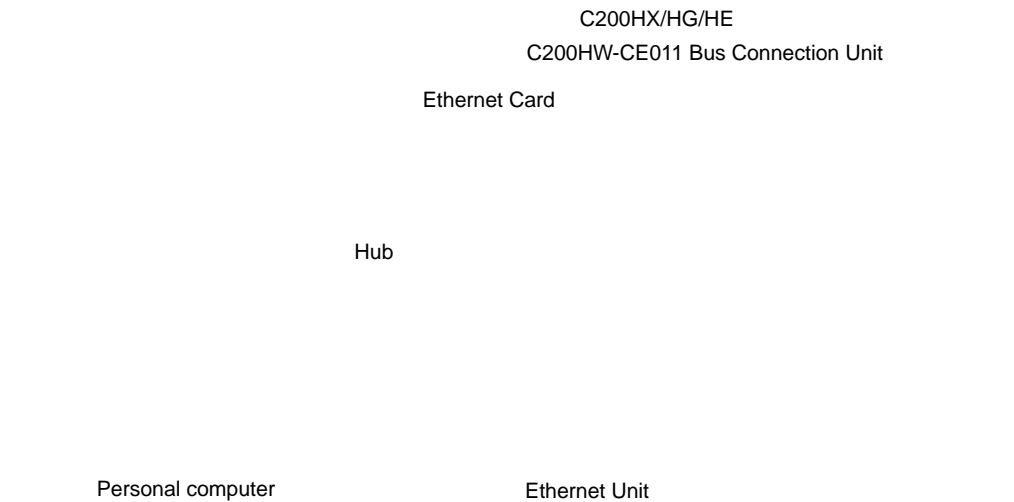 C200HX/HG/HE
C200HW-CE011 Bus Connection Unit
Ethernet Card
Hub
Personal computer
Ethernet Unit